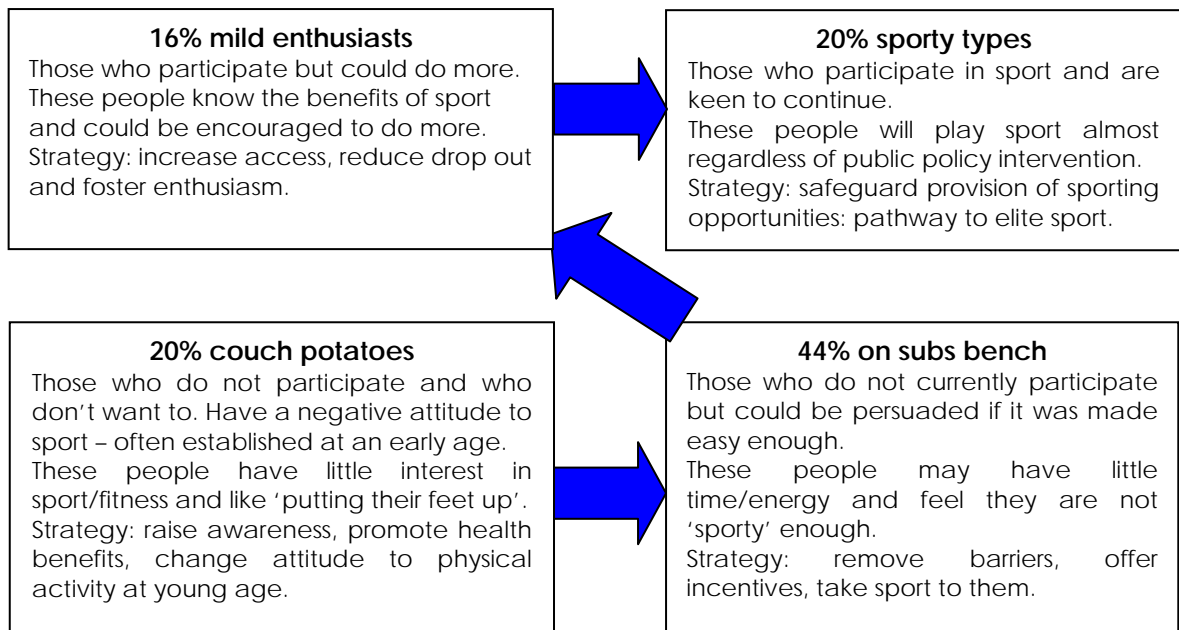 16% mild enthusiasts
Those who participate but could do more.
These people know the benefits of sport
and could be encouraged to do more.
Strategy: increase access, reduce drop out
and foster enthusiasm.
20% sporty types
Those who participate in sport and are
keen to continue.
These people will play sport almost
regardless of public policy intervention.
Strategy: safeguard provision of sporting
opportunities: pathway to elite sport.
20% couch potatoes
Those who do not participate and who
don't want to. Have a negative attitude to
sport – often established at an early age.
These people have little interest in
sport/fitness and like 'putting their feet up'.
Strategy: raise awareness, promote health
benefits, change attitude to physical
activity at young age.
44% on subs bench
Those who do not currently participate
but could be persuaded if it was made
easy enough.
These people may have little
time/energy and feel they are not
'sporty' enough.
Strategy: remove barriers, offer
incentives, take sport to them.